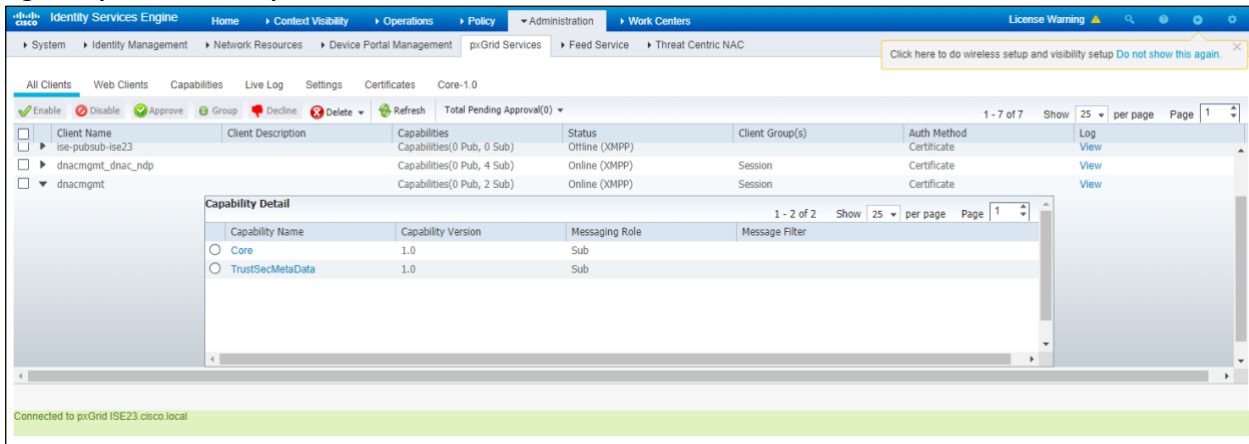 cisco Identity Services Engine Home Context Visibility Operations Policy Administration Work Centers License Warning
System Identity Management Network Resources Device Portal Management pxGrid Services Feed Service Threat Centric NAC
Click here to do wireless setup and visibility setup Do not show this again.
All Clients Web Clients Capabilities Live Log Settings Certificates Core-1.0
Enable Disable Approve Group Decline Delete Refresh Total Pending Approval(0)
1 - 7 of 7 Show 25 per page Page 1
Client Name Client Description Capabilities Status Client Group(s) Auth Method Log
ise-pubsub-ise23 Capabilities(0 Pub, 0 Sub) Offline (XMPP) Certificate View
dnacmgmt_dnac_ndp Capabilities(0 Pub, 4 Sub) Online (XMPP) Session Certificate View
dnacmgmt Capabilities(0 Pub, 2 Sub) Online (XMPP) Session Certificate View
Capability Detail
1 - 2 of 2 Show 25 per page Page 1
Capability Name Capability Version Messaging Role Message Filter
Core 1.0 Sub
TrustSecMetaData 1.0 Sub
Connected to pxGrid ISE23.cisco.local